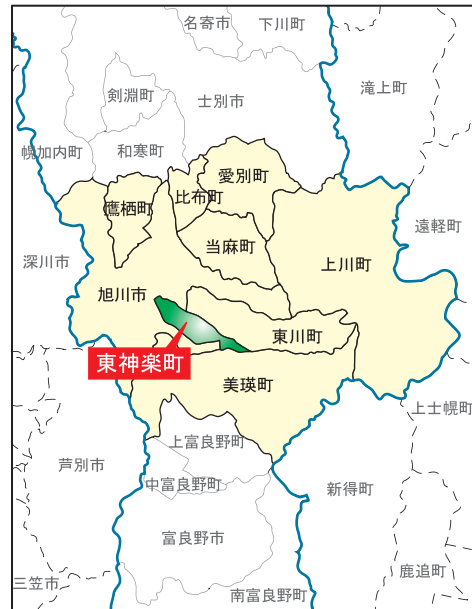 名寄市
下川町
滝上町
剣淵町
士別市
幌加内町
和寒町
愛別町
比布町
鷹栖町
遠軽町
当麻町
深川市
上川町
旭川市
東川町
東神楽町
美瑛町
上士幌町
上富良野町
芦別市
中富良野町
新得町
富良野市
鹿追町
三笠市
南富良野町